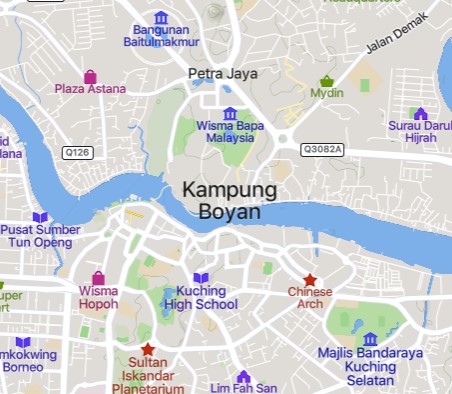 Headquarters
Bangunan
Baitulmakmur
Jalan Demak
Petra Jaya
Plaza Astana
Mydin
Wisma Bapa
Malaysia
Surau Darul
Hijrah
Q126
Q3082A
Kampung
Boyan
Pusat Sumber
Tun Openg
Wisma
Hopoh
Kuching
High School
Chinese
Arch
mkokwing
Borneo
Sultan
Iskandar
Planetarium
Majlis Bandaraya
Kuching
Selatan
Lim Fah San